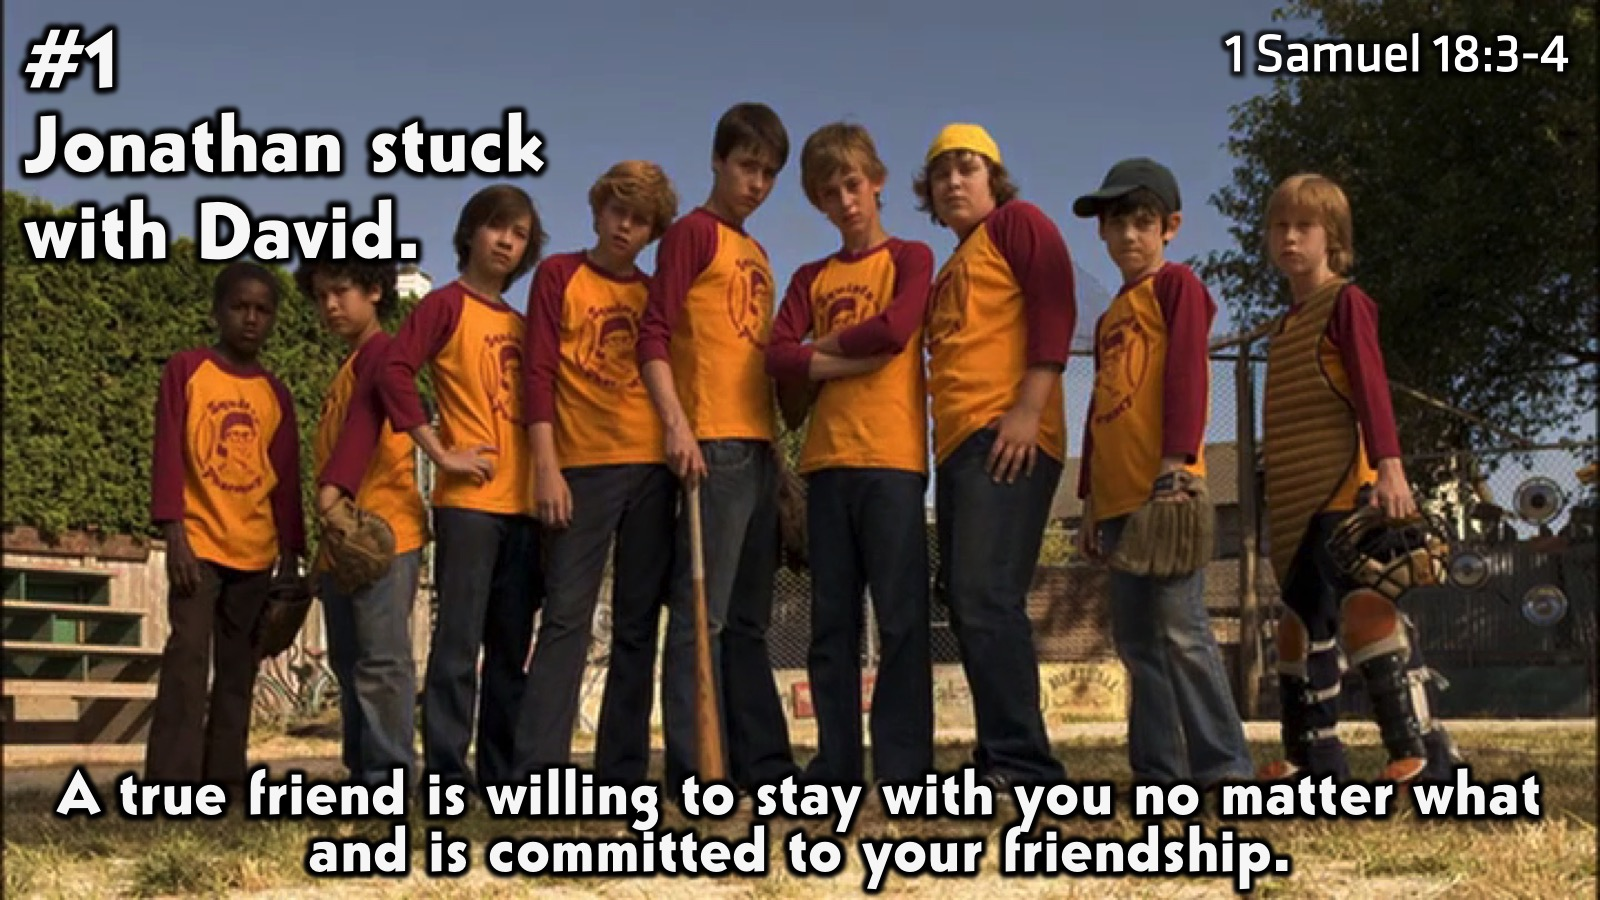 #1
1 Samuel 18:3-4
Jonathan stuck
with David.
A true friend is willing to stay with you no matter what
and is committed to your friendship.